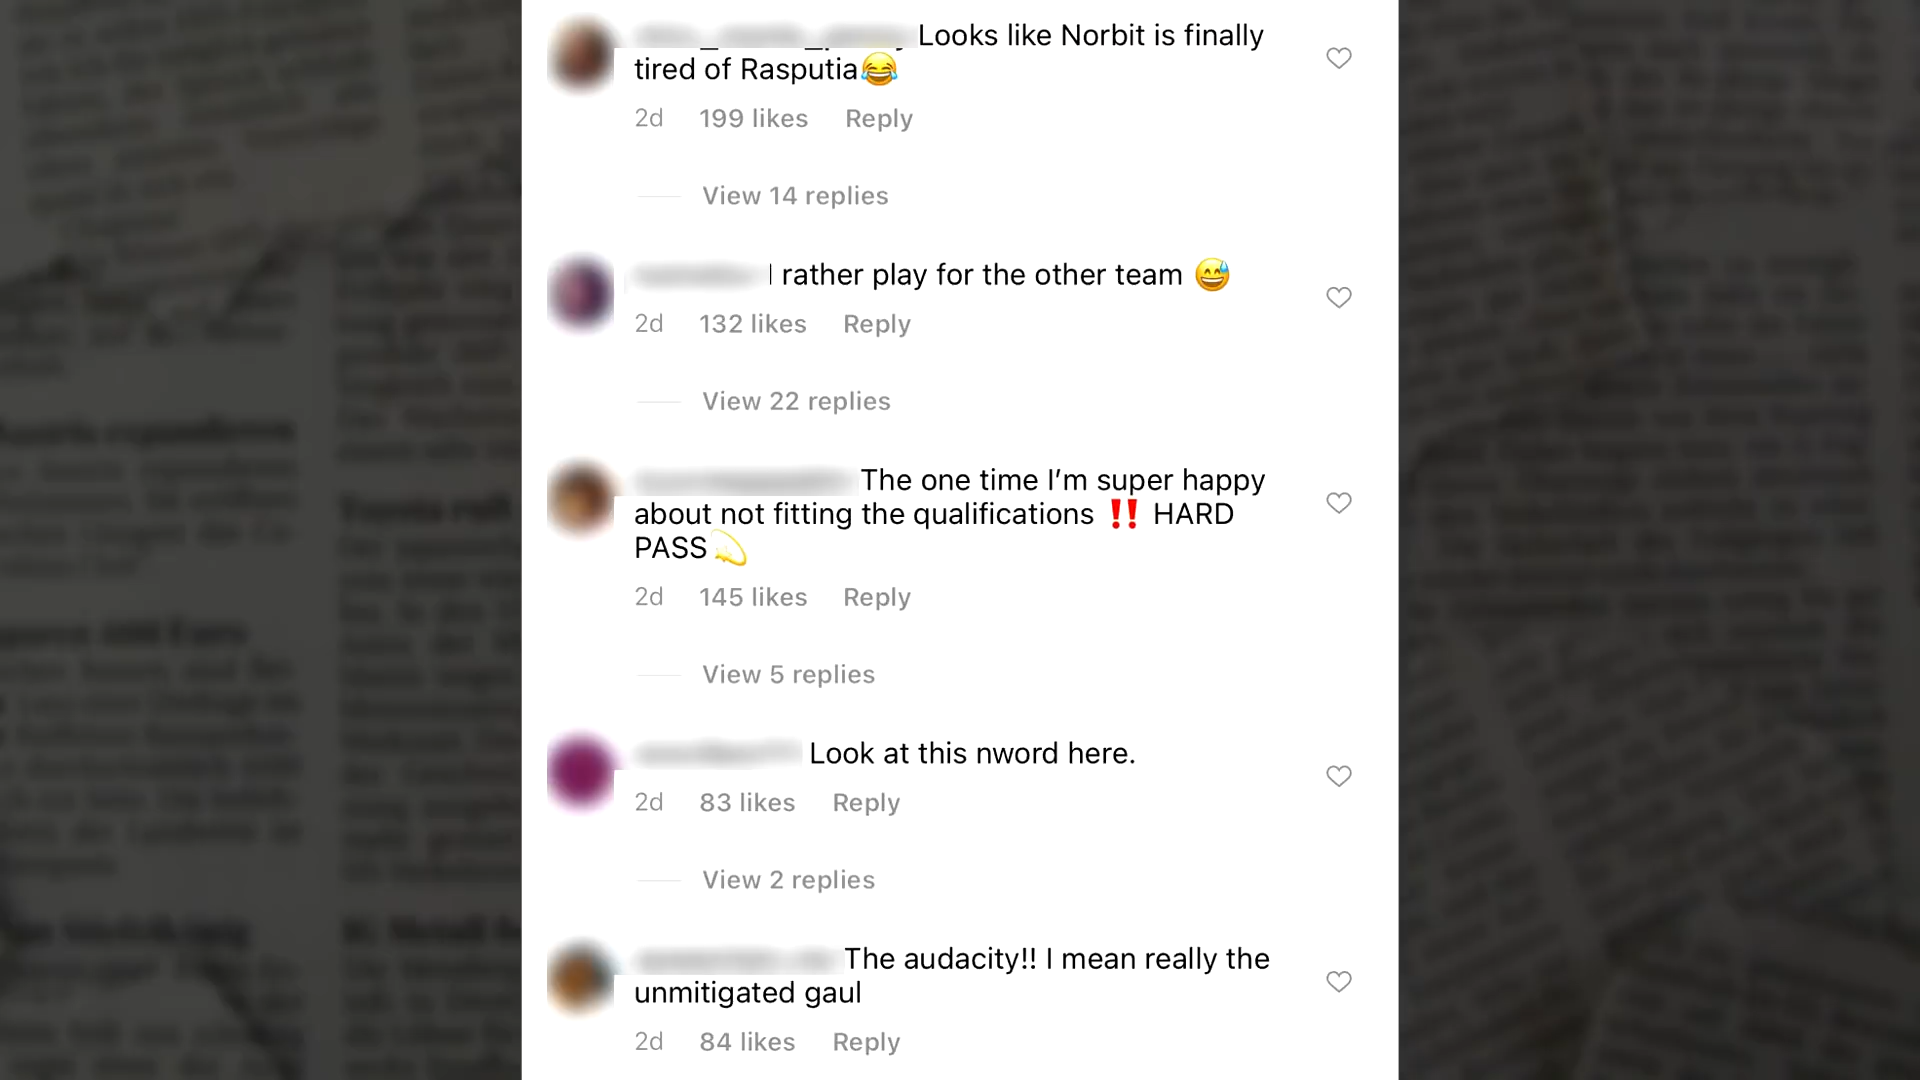 Looks like Norbit is finally
tired of Rasputia😂
2d 199 likes Reply
View 14 replies
I rather play for the other team 😅
2d 132 likes Reply
View 22 replies
The one time I’m super happy
about not fitting the qualifications ‼️ HARD
PASS💫
2d 145 likes Reply
View 5 replies
Look at this nword here.
2d 83 likes Reply
View 2 replies
The audacity!! I mean really the
unmitigated gaul
2d 84 likes Reply